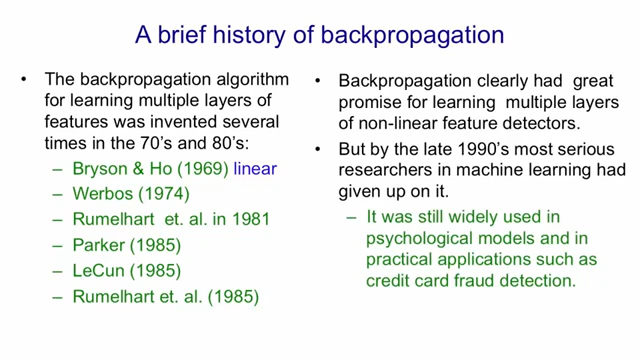 A brief history of backpropagation
• The backpropagation algorithm
for learning multiple layers of
features was invented several
times in the 70's and 80's:
– Bryson & Ho (1969) linear
– Werbos (1974)
– Rumelhart et. al. in 1981
– Parker (1985)
– LeCun (1985)
– Rumelhart et. al. (1985)
• Backpropagation clearly had great
promise for learning multiple layers
of non-linear feature detectors.
• But by the late 1990's most serious
researchers in machine learning had
given up on it.
– It was still widely used in
psychological models and in
practical applications such as
credit card fraud detection.